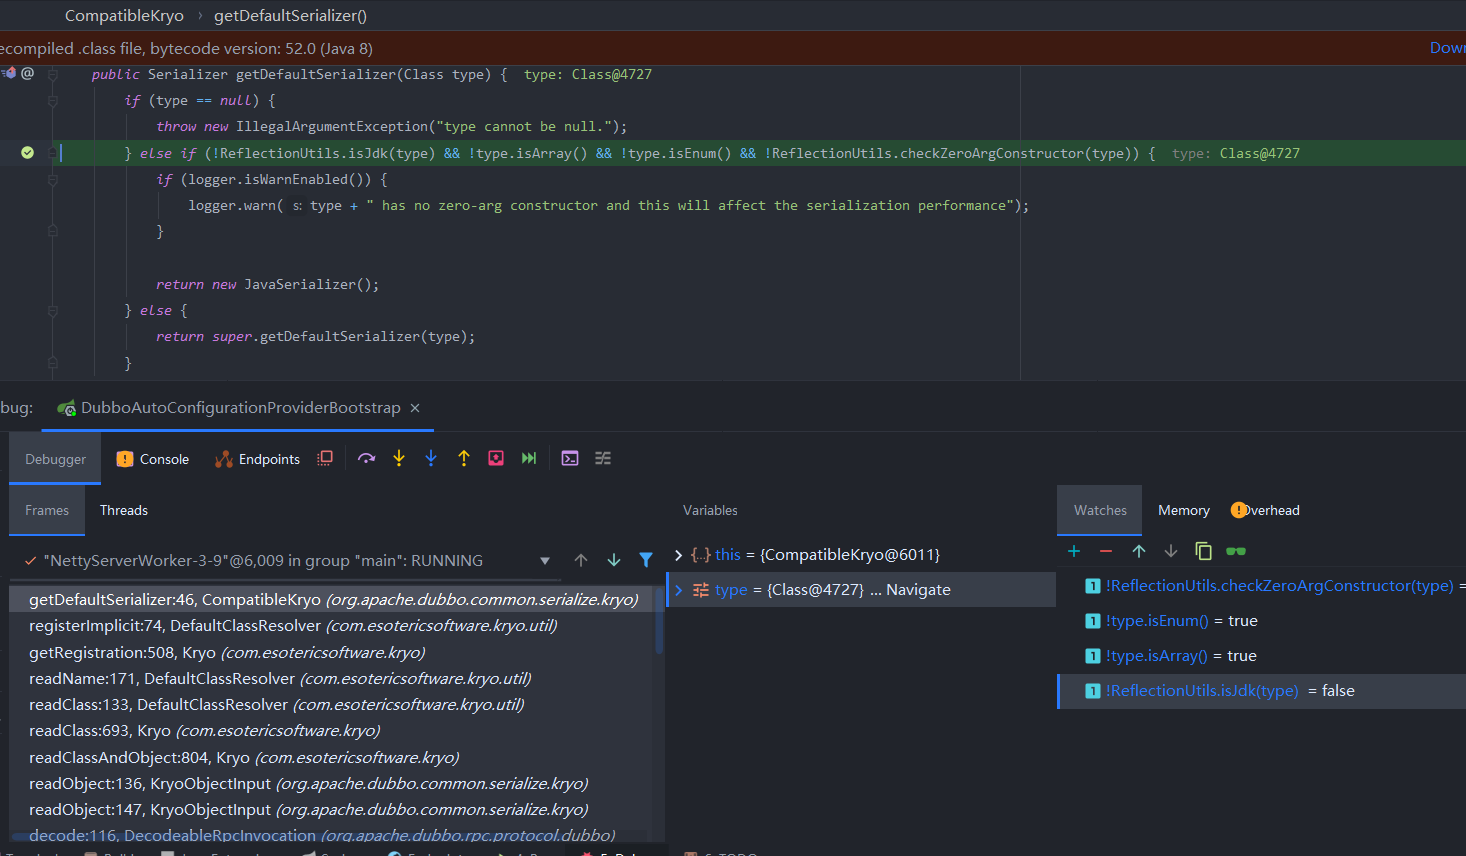 CompatibleKryo › getDefaultSerializer()
ecompiled .class file, bytecode version: 52.0 (Java 8) Dow
public Serializer getDefaultSerializer(Class type) { type: Class@4727
if (type == null) {
throw new IllegalArgumentException("type cannot be null.");
} else if (!ReflectionUtils.isJdk(type) && !type.isArray() && !type.isEnum() && !ReflectionUtils.checkZeroArgConstructor(type)) { type: Class@4727
if (logger.isWarnEnabled()) {
logger.warn( s: type + " has no zero-arg constructor and this will affect the serialization performance");
}
return new JavaSerializer();
} else {
return super.getDefaultSerializer(type);
}
bug: DubboAutoConfigurationProviderBootstrap ×
Debugger Console Endpoints
Frames Threads
"NettyServerWorker-3-9"@6,009 in group "main": RUNNING
getDefaultSerializer:46, CompatibleKryo (org.apache.dubbo.common.serialize.kryo)
registerImplicit:74, DefaultClassResolver (com.esotericsoftware.kryo.util)
getRegistration:508, Kryo (com.esotericsoftware.kryo)
readName:171, DefaultClassResolver (com.esotericsoftware.kryo.util)
readClass:133, DefaultClassResolver (com.esotericsoftware.kryo.util)
readClass:693, Kryo (com.esotericsoftware.kryo)
readClassAndObject:804, Kryo (com.esotericsoftware.kryo)
readObject:136, KryoObjectInput (org.apache.dubbo.common.serialize.kryo)
readObject:147, KryoObjectInput (org.apache.dubbo.common.serialize.kryo)
decode:116, DecodeableRpcInvocation (org.apache.dubbo.rpc.protocol.dubbo)
Variables
this = {CompatibleKryo@6011}
type = {Class@4727} ... Navigate
Watches Memory Overhead
!ReflectionUtils.checkZeroArgConstructor(type) =
!type.isEnum() = true
!type.isArray() = true
!ReflectionUtils.isJdk(type) = false